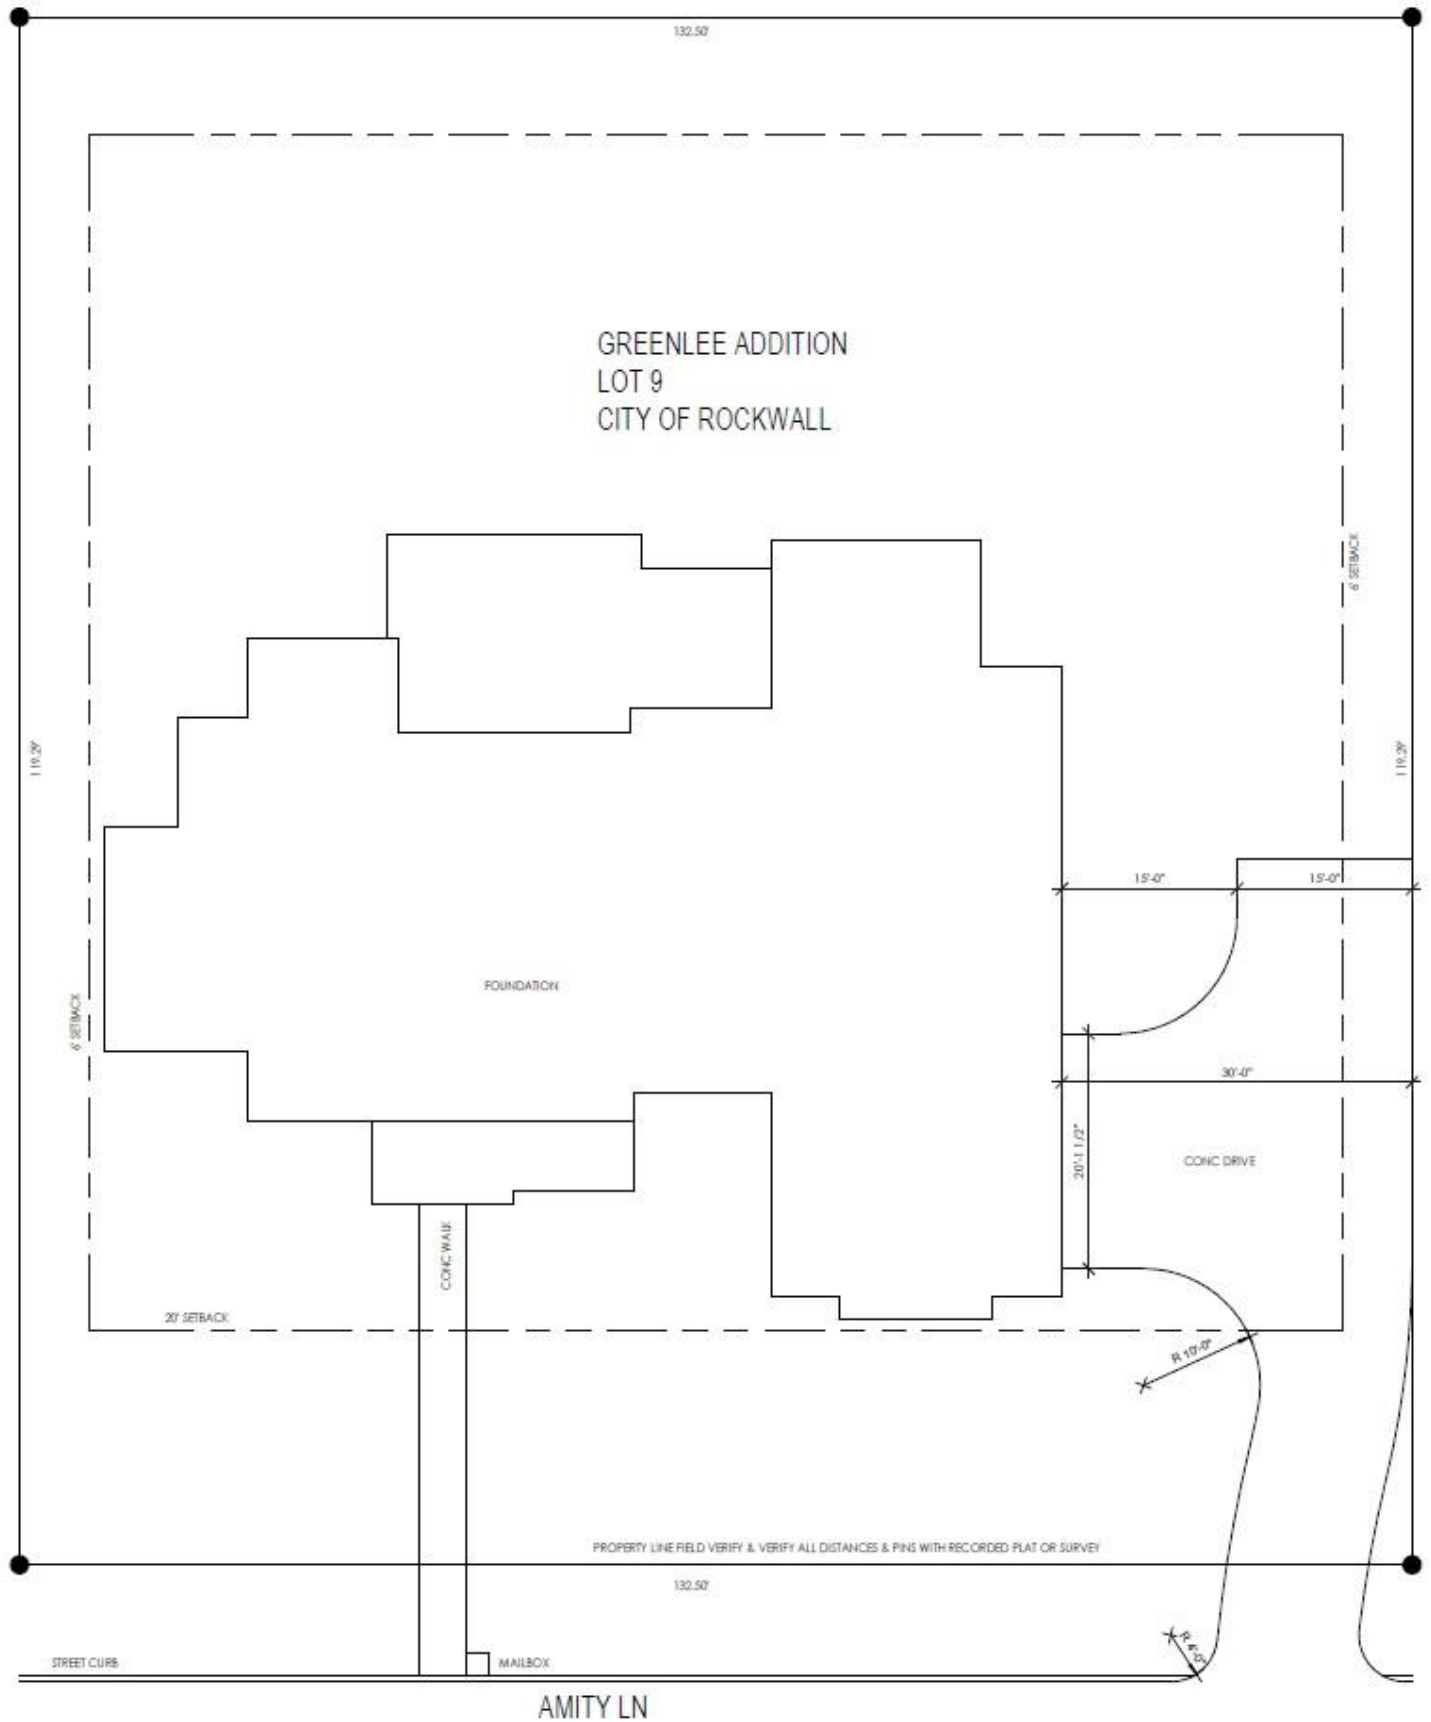 132.50'
GREENLEE ADDITION
LOT 9
CITY OF ROCKWALL
6' SETBACK
119.29'
119.29'
15'-0"
15'-0"
FOUNDATION
6' SETBACK
30'-0"
20'-1 1/2"
CONC DRIVE
CONC WALK
20' SETBACK
R 10'-0"
PROPERTY LINE FIELD VERIFY & VERIFY ALL DISTANCES & PINS WITH RECORDED PLAT OR SURVEY
132.50'
STREET CURB
MAILBOX
AMITY LN